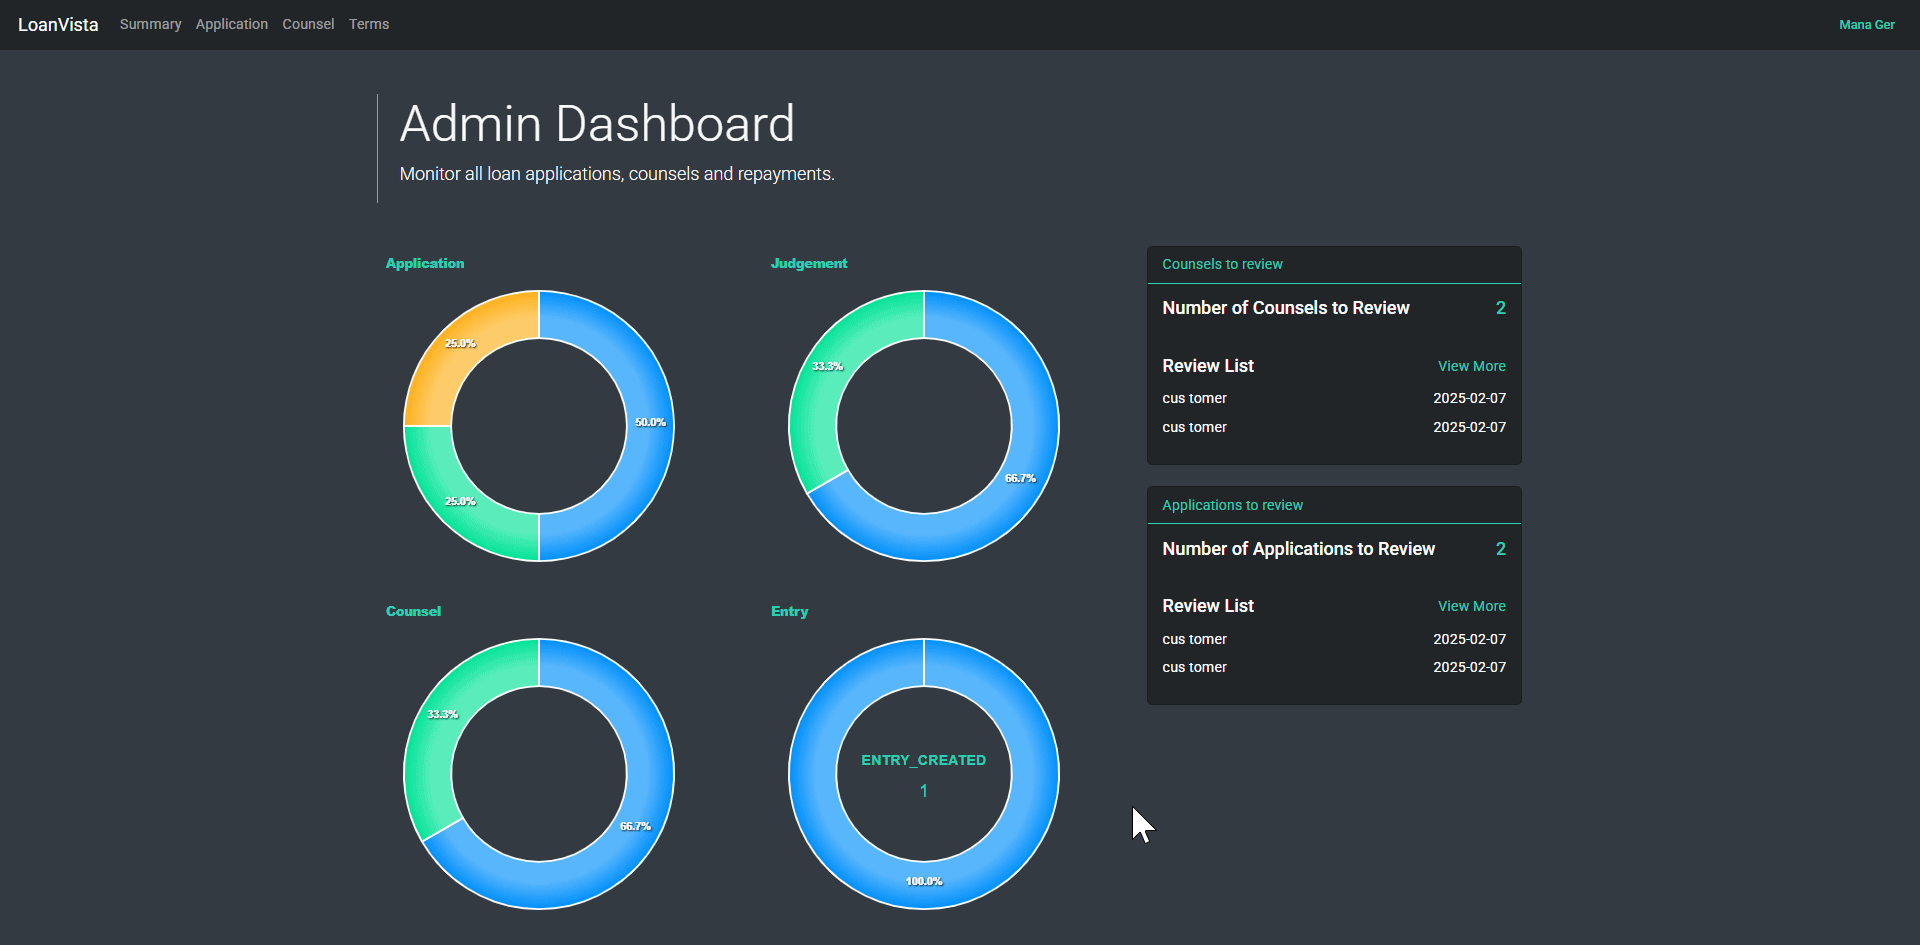 LoanVista Summary Application Counsel Terms Mana Ger
Admin Dashboard
Monitor all loan applications, counsels and repayments.
Application
25.0%
50.0%
25.0%
Judgement
33.3%
66.7%
Counsel
33.3%
66.7%
Entry
ENTRY_CREATED
1
100.0%
Counsels to review
Number of Counsels to Review 2
Review List View More
cus tomer 2025-02-07
cus tomer 2025-02-07
Applications to review
Number of Applications to Review 2
Review List View More
cus tomer 2025-02-07
cus tomer 2025-02-07